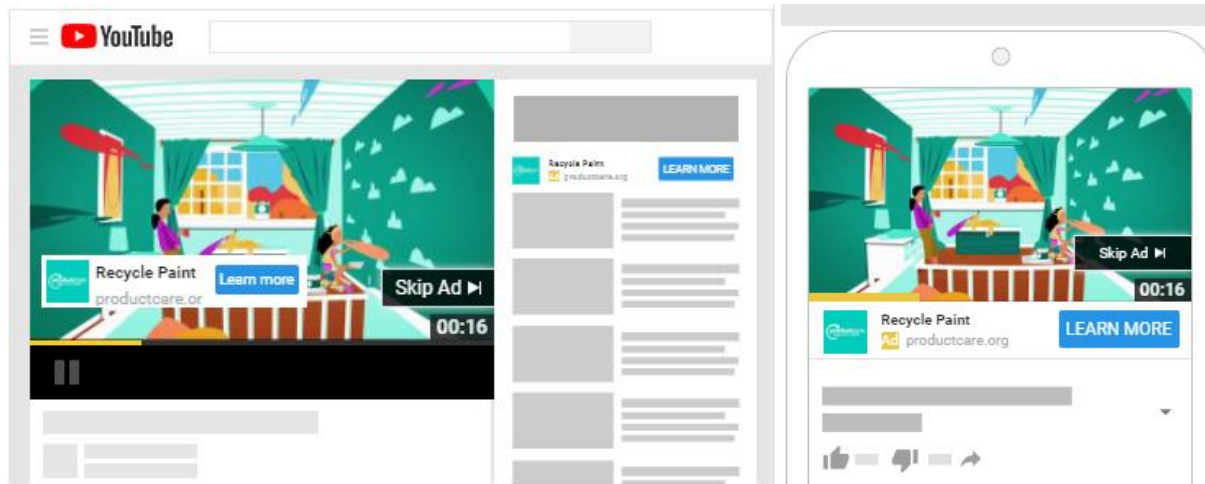 YouTube
Recycle Paint
productcare.or
Learn more
Skip Ad
00:16
Recycle Paint
Ad productcare.org
LEARN MORE
Skip Ad
00:16
Recycle Paint
Ad productcare.org
LEARN MORE